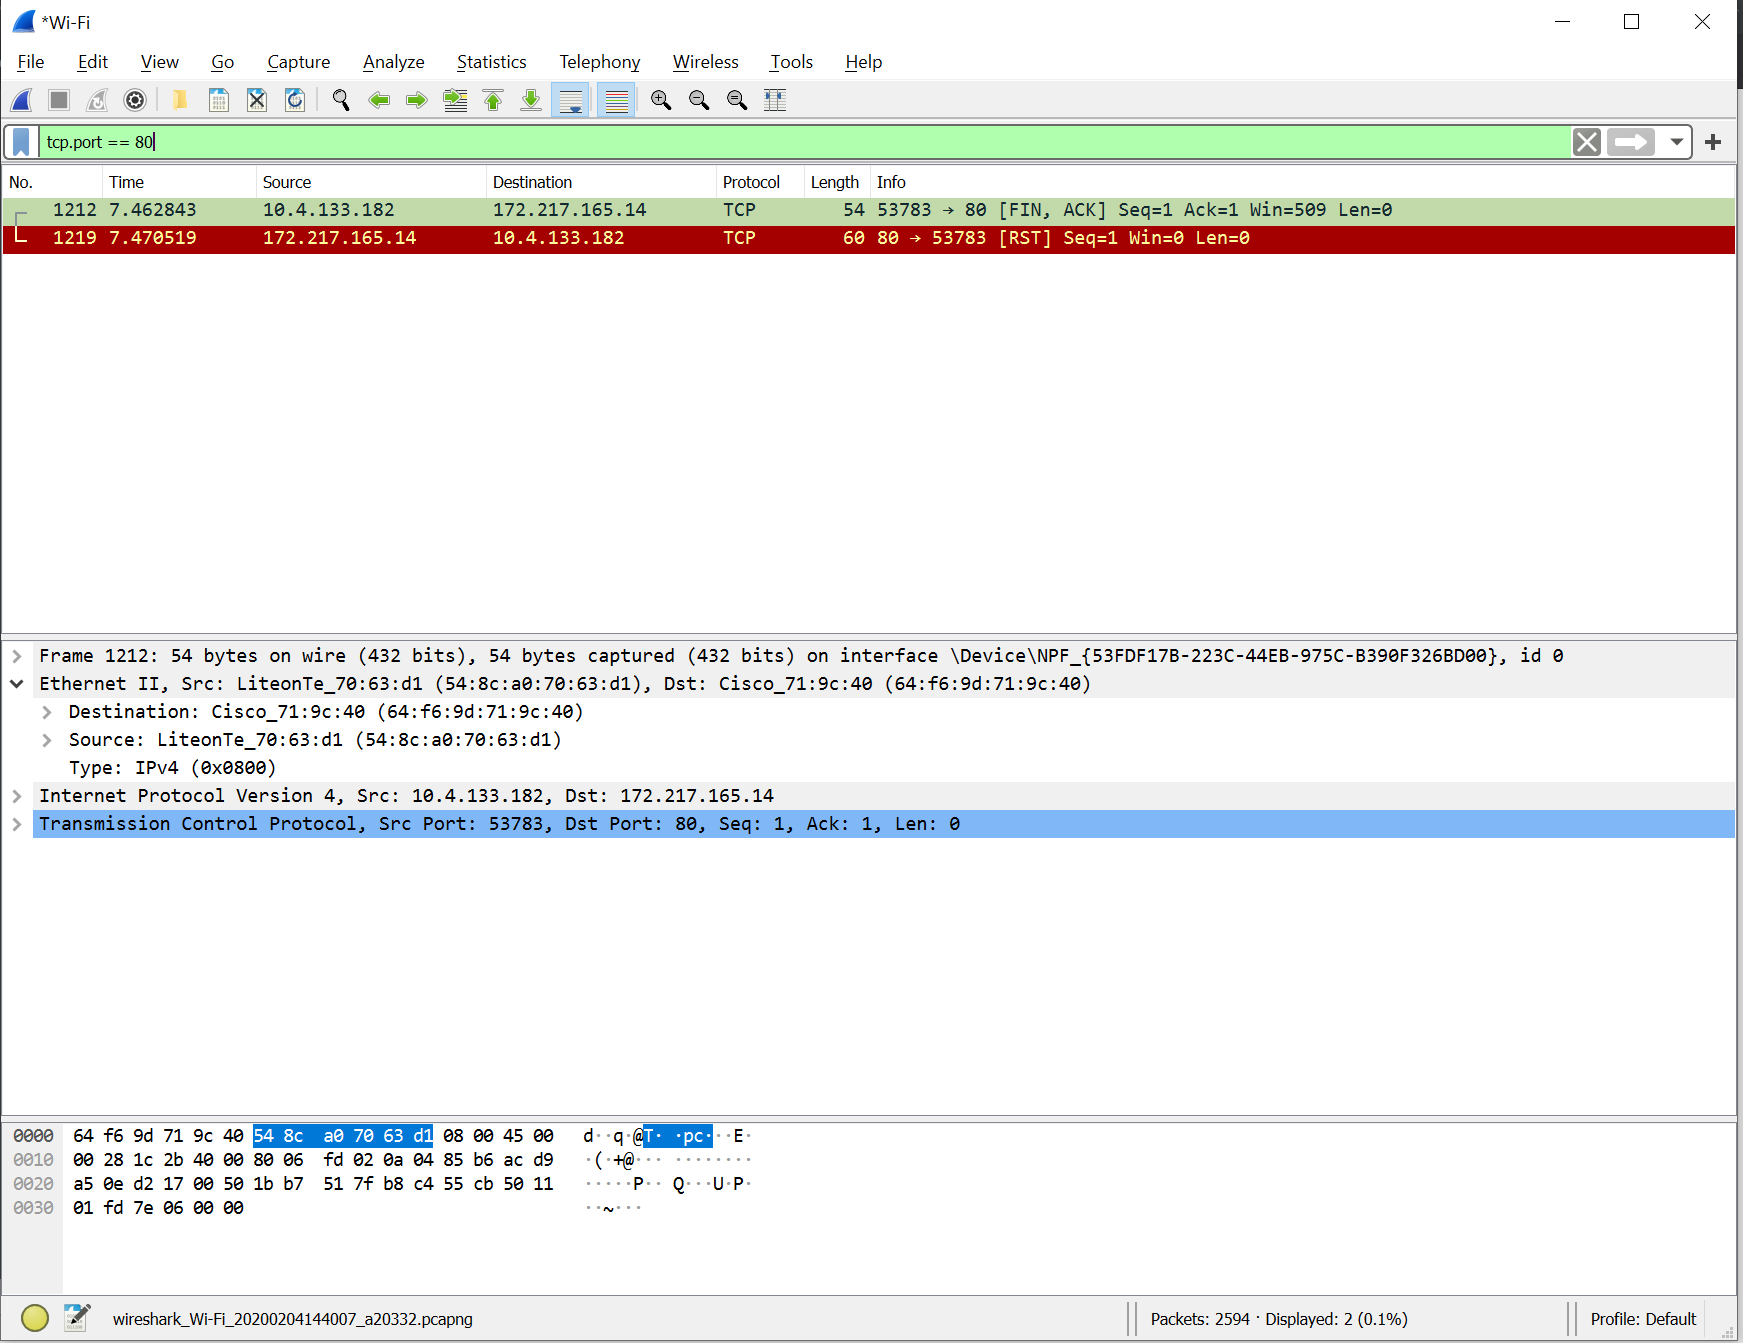 *Wi-Fi
File Edit View Go Capture Analyze Statistics Telephony Wireless Tools Help
tcp.port == 80
No. Time Source Destination Protocol Length Info
1212 7.462843 10.4.133.182 172.217.165.14 TCP 54 53783 → 80 [FIN, ACK] Seq=1 Ack=1 Win=509 Len=0
1219 7.470519 172.217.165.14 10.4.133.182 TCP 60 80 → 53783 [RST] Seq=1 Win=0 Len=0
Frame 1212: 54 bytes on wire (432 bits), 54 bytes captured (432 bits) on interface \Device\NPF_{53FDF17B-223C-44EB-975C-B390F326BD00}, id 0
Ethernet II, Src: LiteonTe_70:63:d1 (54:8c:a0:70:63:d1), Dst: Cisco_71:9c:40 (64:f6:9d:71:9c:40)
Destination: Cisco_71:9c:40 (64:f6:9d:71:9c:40)
Source: LiteonTe_70:63:d1 (54:8c:a0:70:63:d1)
Type: IPv4 (0x0800)
Internet Protocol Version 4, Src: 10.4.133.182, Dst: 172.217.165.14
Transmission Control Protocol, Src Port: 53783, Dst Port: 80, Seq: 1, Ack: 1, Len: 0
0000 64 f6 9d 71 9c 40 54 8c a0 70 63 d1 08 00 45 00 d··q·@T· ·pc···E·
0010 00 28 1c 2b 40 00 80 06 fd 02 0a 04 85 b6 ac d9 ·(·+@··· ········
0020 a5 0e d2 17 00 50 1b b7 51 7f b8 c4 55 cb 50 11 ·····P·· Q···U·P·
0030 01 fd 7e 06 00 00 ··~···
wireshark_Wi-Fi_20200204144007_a20332.pcapng Packets: 2594 · Displayed: 2 (0.1%) Profile: Default